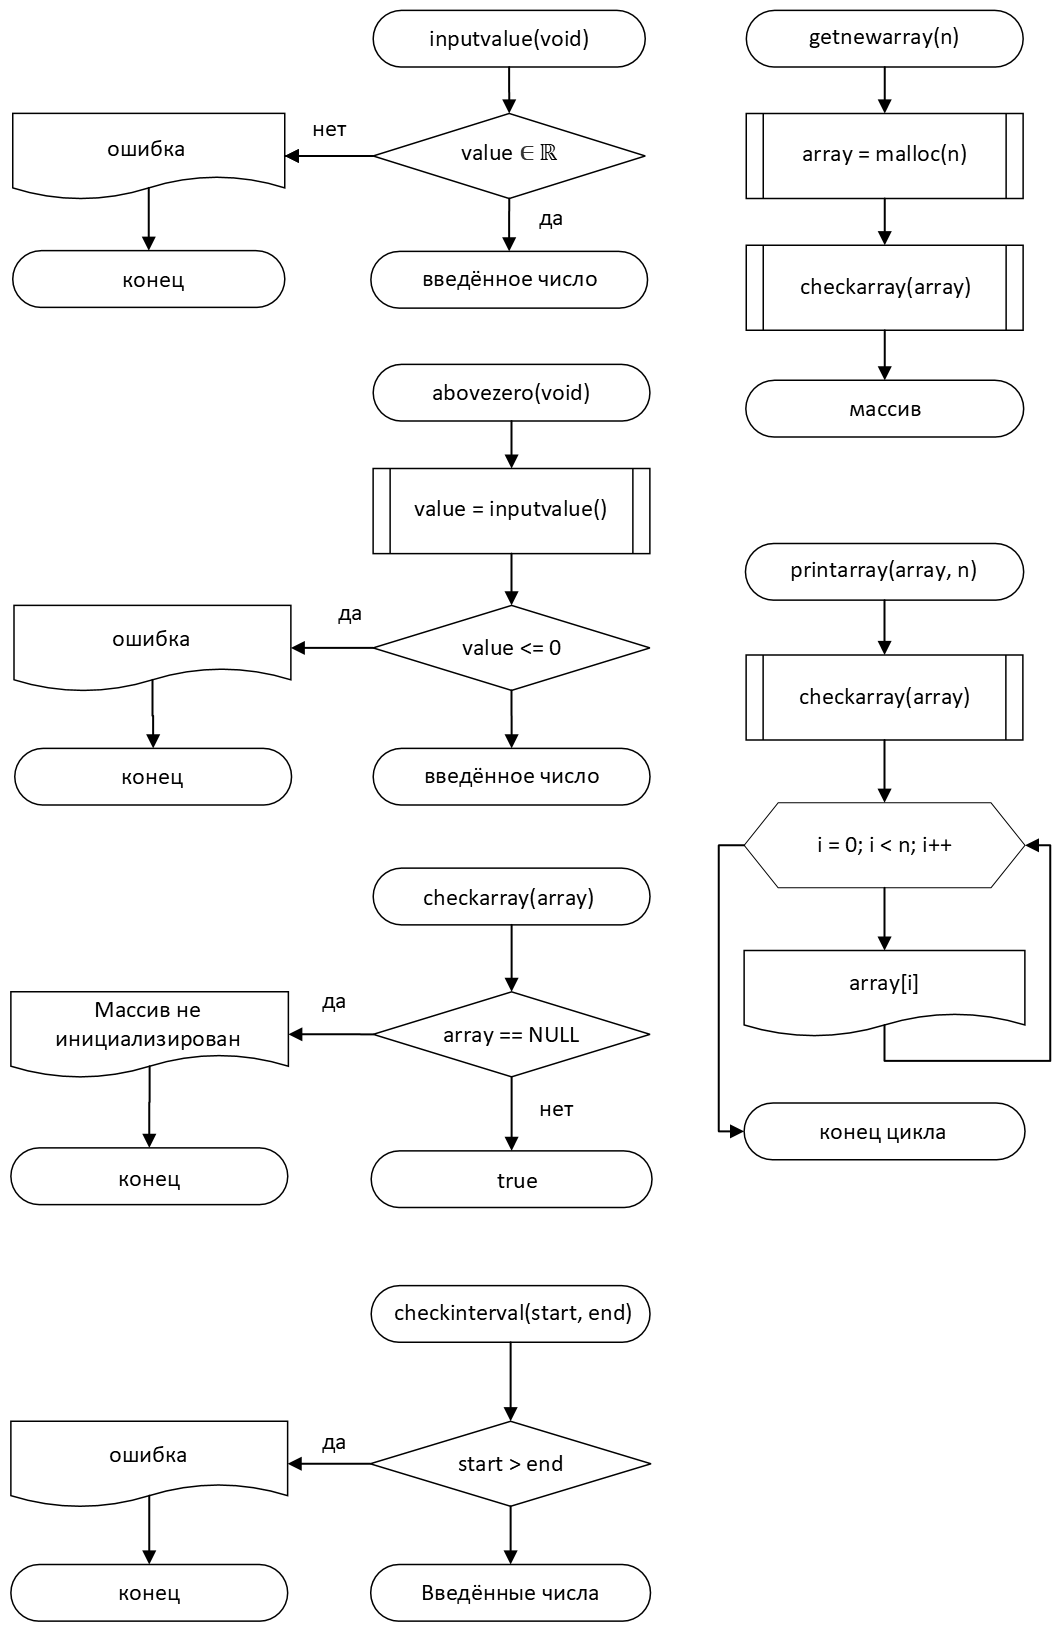 inputvalue(void)
нет
value ∈ ℝ
ошибка
да
конец
введённое число
abovezero(void)
value = inputvalue()
да
value <= 0
ошибка
конец
введённое число
checkarray(array)
Массив не
инициализирован
да
array == NULL
нет
конец
true
checkinterval(start, end)
ошибка
да
start > end
конец
Введённые числа
getnewarray(n)
array = malloc(n)
checkarray(array)
массив
printarray(array, n)
checkarray(array)
i = 0; i < n; i++
array[i]
конец цикла